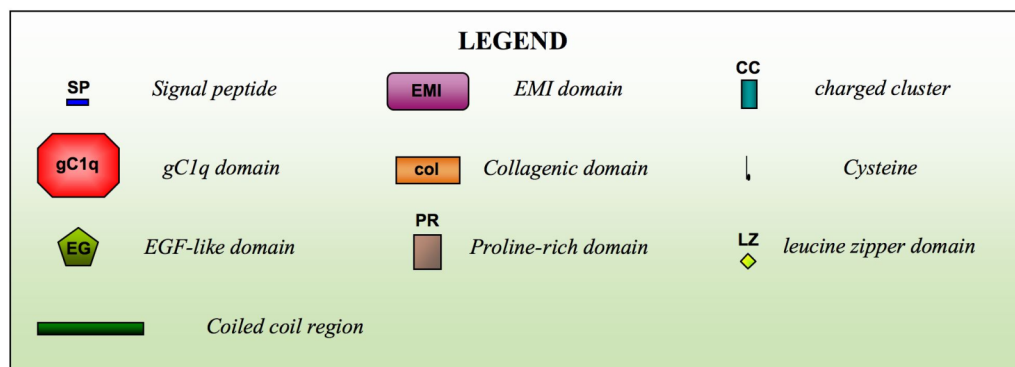 LEGEND
SP Signal peptide
EMI EMI domain
CC charged cluster
gC1q gC1q domain
col Collagenic domain
Cysteine
EG EGF-like domain
PR Proline-rich domain
LZ leucine zipper domain
Coiled coil region